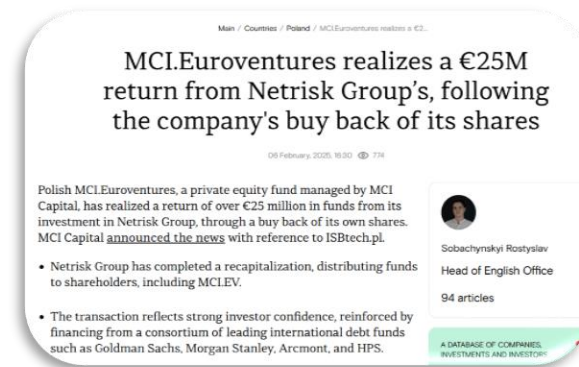 Main / Countries / Poland / MCI.Euroventures realizes a €2...
MCI.Euroventures realizes a €25M
return from Netrisk Group's, following
the company's buy back of its shares
06 February, 2025, 16:30 774
Polish MCI.Euroventures, a private equity fund managed by MCI
Capital, has realized a return of over €25 million in funds from its
investment in Netrisk Group, through a buy back of its own shares.
MCI Capital announced the news with reference to ISBtech.pl.
• Netrisk Group has completed a recapitalization, distributing funds
to shareholders, including MCI.EV.
• The transaction reflects strong investor confidence, reinforced by
financing from a consortium of leading international debt funds
such as Goldman Sachs, Morgan Stanley, Arcmont, and HPS.
Sobachynskyi Rostyslav
Head of English Office
94 articles
A DATABASE OF COMPANIES,
INVESTMENTS AND INVESTORS